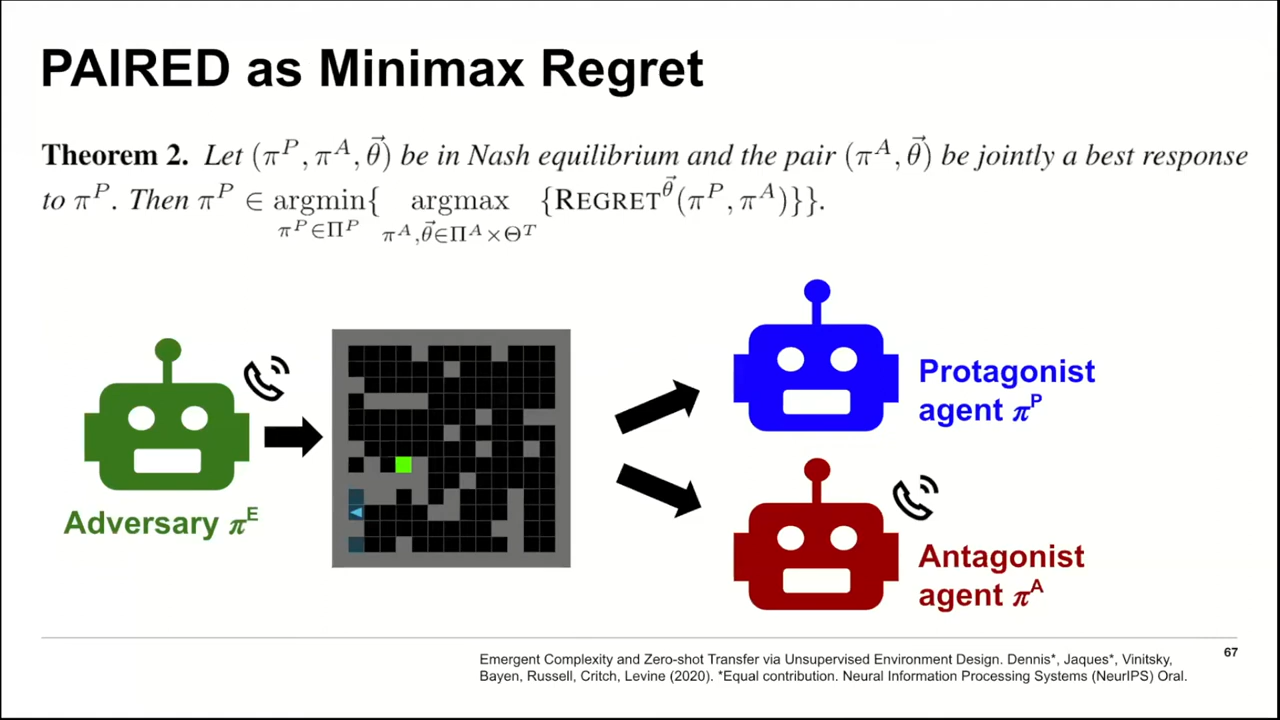 PAIRED as Minimax Regret
Theorem 2. Let (π^P, π^A, θ⃗) be in Nash equilibrium and the pair (π^A, θ⃗) be jointly a best response
to π^P. Then π^P ∈ argmin{ argmax {REGRET^θ⃗(π^P, π^A)}}.
π^P∈Π^P π^A,θ⃗∈Π^A×Θ^T
Adversary π^E
Protagonist
agent π^P
Antagonist
agent π^A
Emergent Complexity and Zero-shot Transfer via Unsupervised Environment Design. Dennis*, Jaques*, Vinitsky,
Bayen, Russell, Critch, Levine (2020). *Equal contribution. Neural Information Processing Systems (NeurIPS) Oral.
67